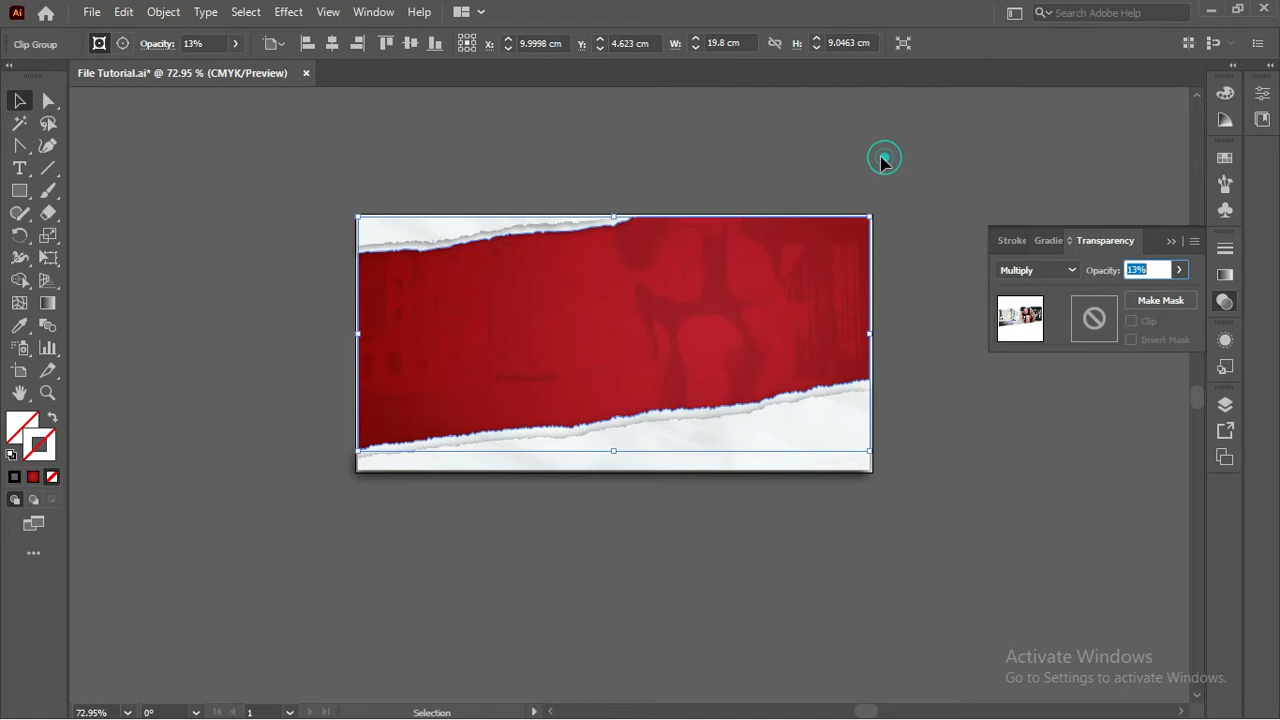 Ai File Edit Object Type Select Effect View Window Help Search Adobe Help
Clip Group Opacity: 13% X: 9.9998 cm Y: 4.623 cm W: 19.8 cm H: 9.0463 cm
File Tutorial.ai* @ 72.95 % (CMYK/Preview) ×
Stroke Gradie Transparency
Multiply Opacity: 13%
Make Mask
Clip
Invert Mask
Activate Windows
Go to Settings to activate Windows.
72.95% 0° 1 Selection